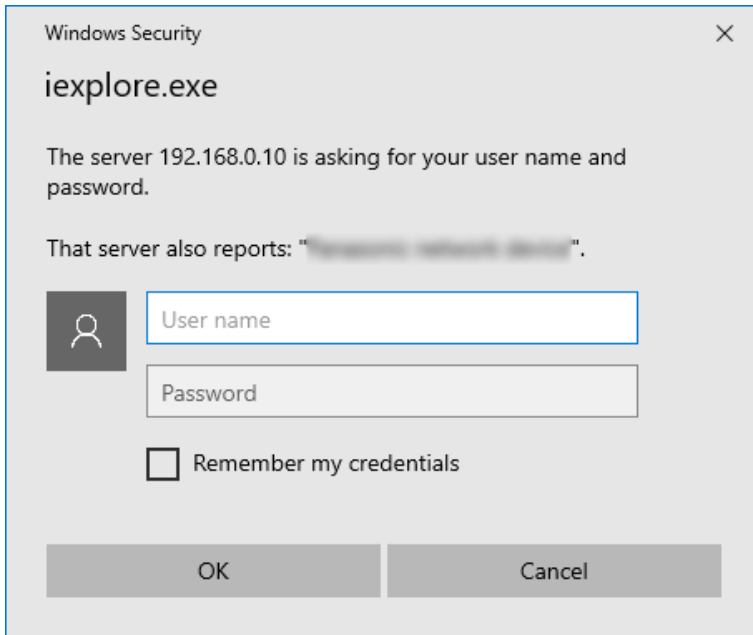 Windows Security
iexplore.exe
The server 192.168.0.10 is asking for your user name and
password.
That server also reports: "".
User name
Password
Remember my credentials
OK
Cancel